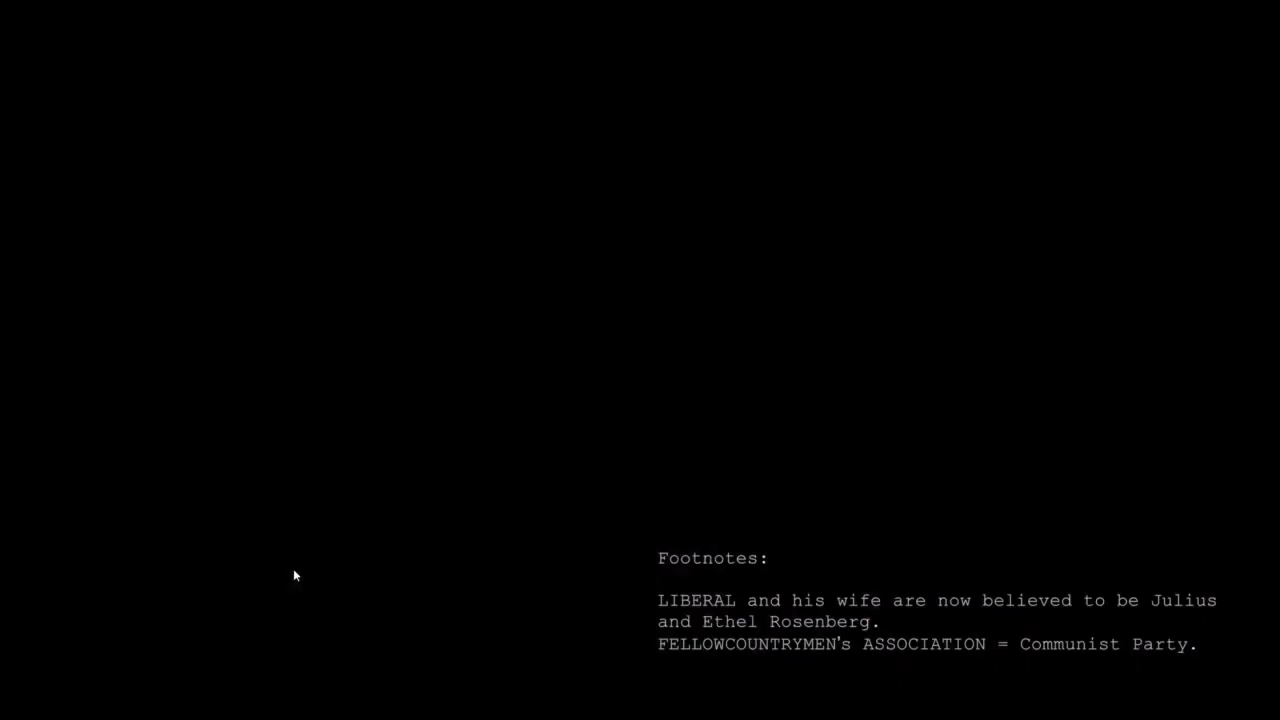 Footnotes:
LIBERAL and his wife are now believed to be Julius
and Ethel Rosenberg.
FELLOWCOUNTRYMEN's ASSOCIATION = Communist Party.